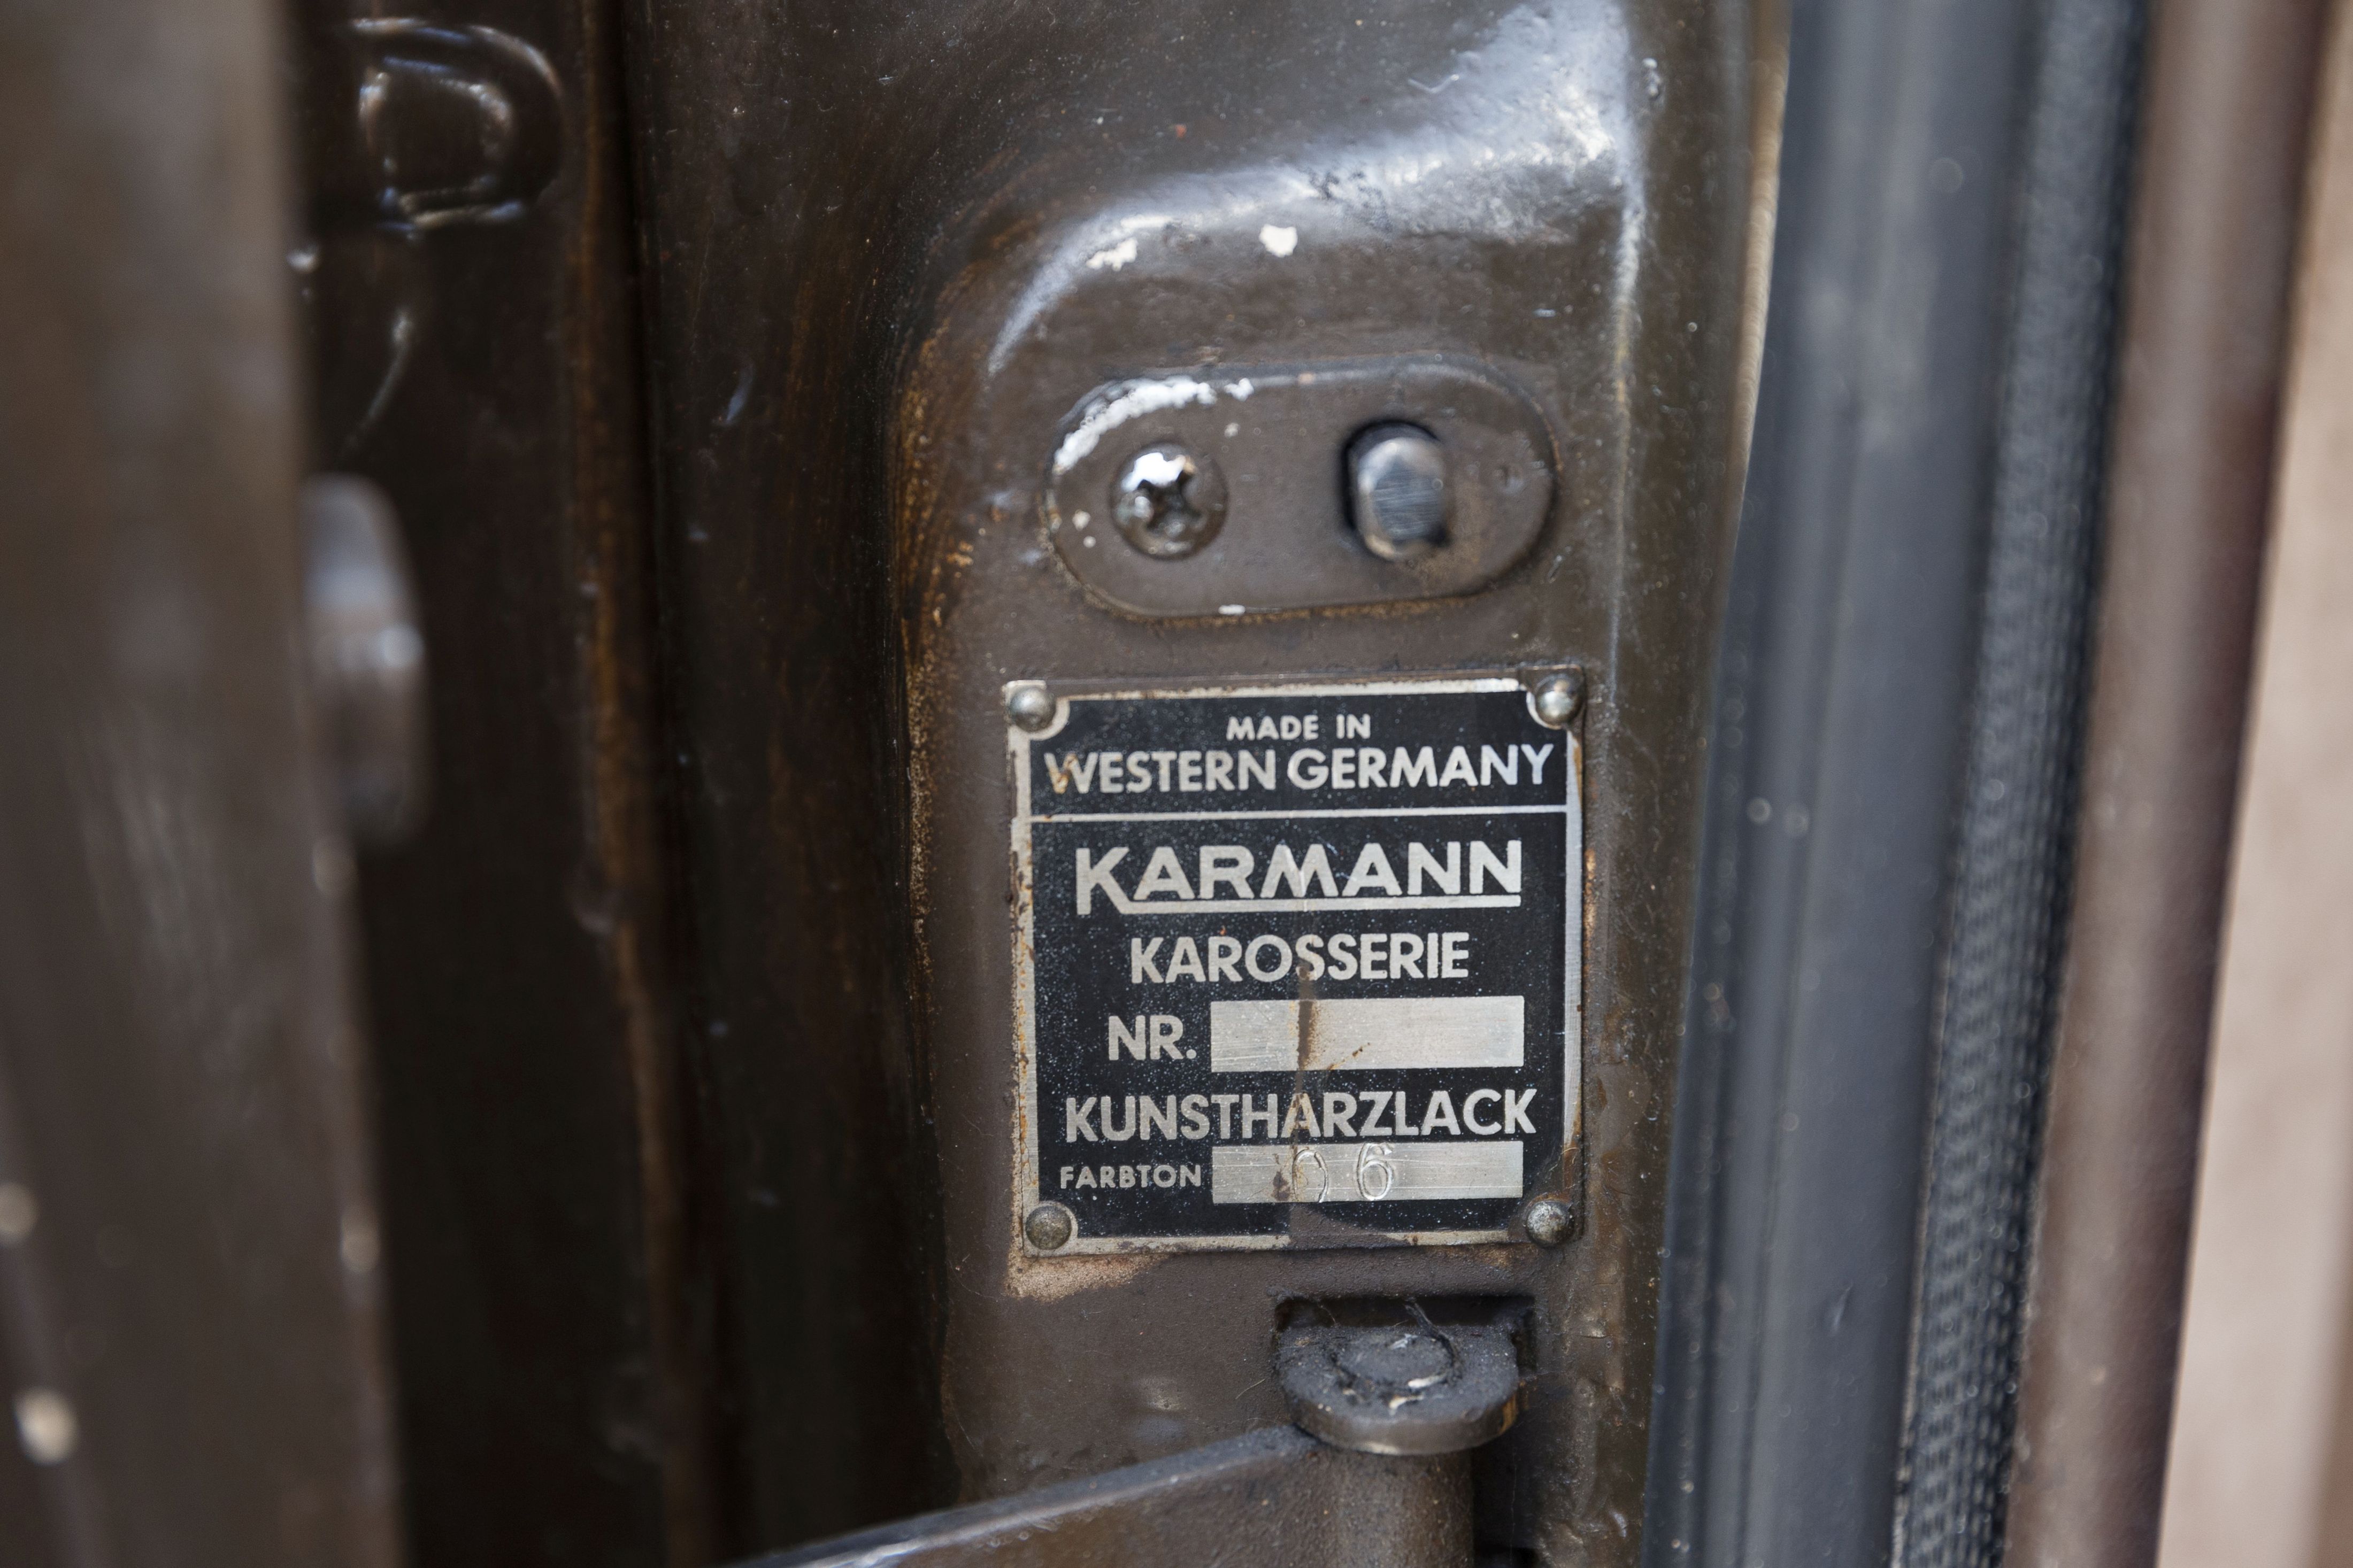 MADE IN
WESTERN GERMANY
KARMANN
KAROSSERIE
NR.
KUNSTHARZLACK
FARBTON 06